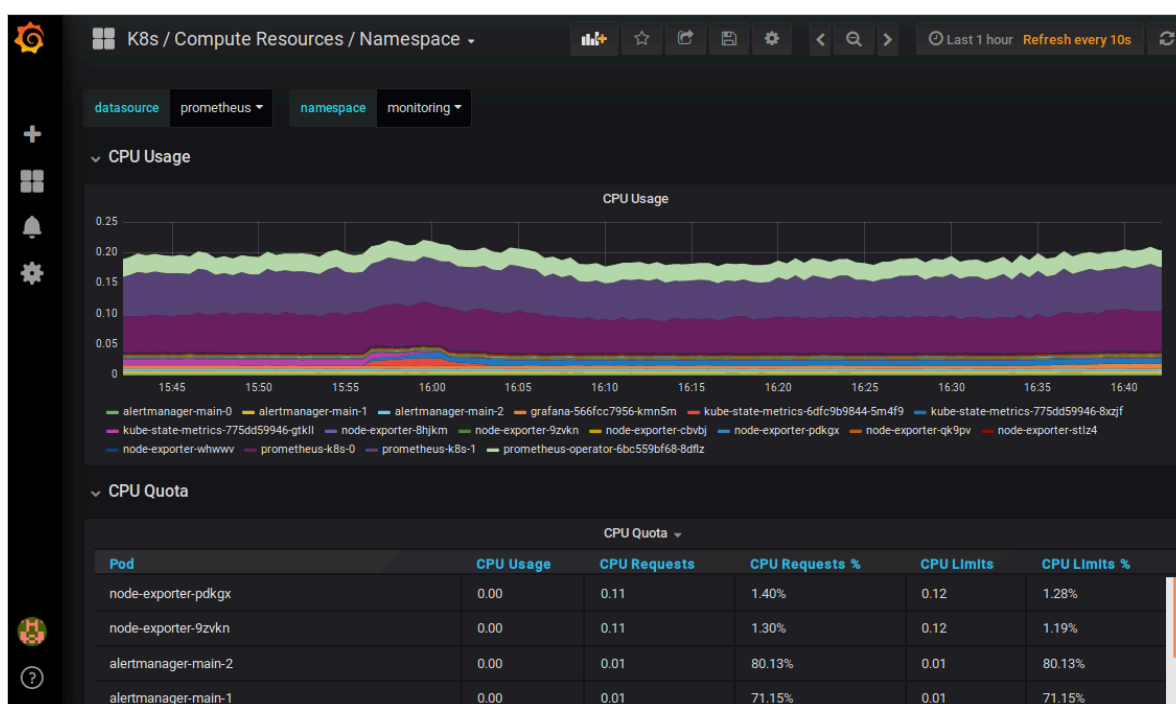 K8s / Compute Resources / Namespace
Last 1 hour Refresh every 10s
datasource prometheus namespace monitoring
CPU Usage
CPU Usage
0.25
0.20
0.15
0.10
0.05
0
15:45 15:50 15:55 16:00 16:05 16:10 16:15 16:20 16:25 16:30 16:35 16:40
alertmanager-main-0 alertmanager-main-1 alertmanager-main-2 grafana-566fcc7956-kmn5m kube-state-metrics-6dfc9b9844-5m4f9 kube-state-metrics-775dd59946-8xzjf
kube-state-metrics-775dd59946-gtkll node-exporter-8hjkm node-exporter-9zvkn node-exporter-cbvbj node-exporter-pdkgx node-exporter-qk9pv node-exporter-stlz4
node-exporter-whwwv prometheus-k8s-0 prometheus-k8s-1 prometheus-operator-6bc559bf68-8dflz
CPU Quota
CPU Quota
Pod CPU Usage CPU Requests CPU Requests % CPU Limits CPU Limits %
node-exporter-pdkgx 0.00 0.11 1.40% 0.12 1.28%
node-exporter-9zvkn 0.00 0.11 1.30% 0.12 1.19%
alertmanager-main-2 0.00 0.01 80.13% 0.01 80.13%
alertmanager-main-1 0.00 0.01 71.15% 0.01 71.15%